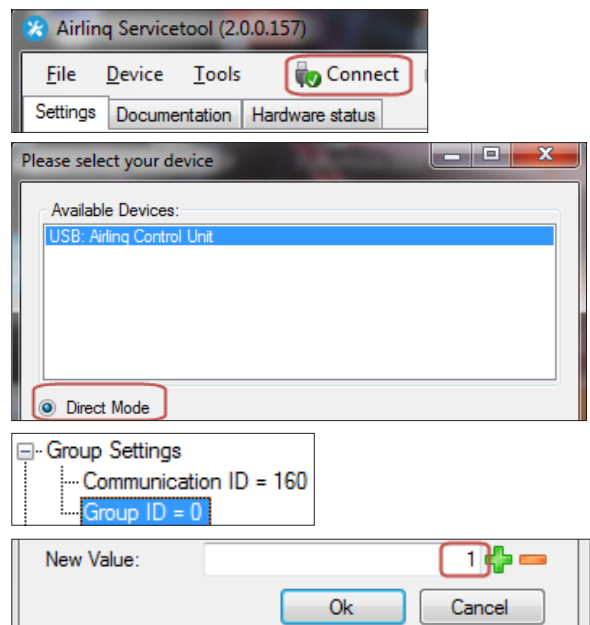 Airlinq Servicetool (2.0.0.157)
File Device Tools Connect
Settings Documentation Hardware status
Please select your device
Available Devices:
USB: Airlinq Control Unit
Direct Mode
Group Settings
Communication ID = 160
Group ID = 0
New Value: 1
Ok Cancel